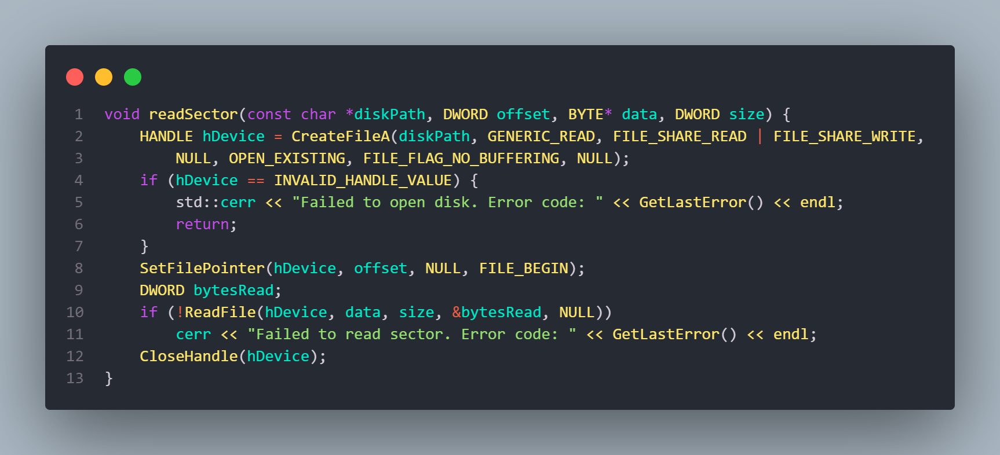 1 void readSector(const char *diskPath, DWORD offset, BYTE* data, DWORD size) {
2     HANDLE hDevice = CreateFileA(diskPath, GENERIC_READ, FILE_SHARE_READ | FILE_SHARE_WRITE,
3         NULL, OPEN_EXISTING, FILE_FLAG_NO_BUFFERING, NULL);
4     if (hDevice == INVALID_HANDLE_VALUE) {
5         std::cerr << "Failed to open disk. Error code: " << GetLastError() << endl;
6         return;
7     }
8     SetFilePointer(hDevice, offset, NULL, FILE_BEGIN);
9     DWORD bytesRead;
10     if (!ReadFile(hDevice, data, size, &bytesRead, NULL))
11         cerr << "Failed to read sector. Error code: " << GetLastError() << endl;
12     CloseHandle(hDevice);
13 }